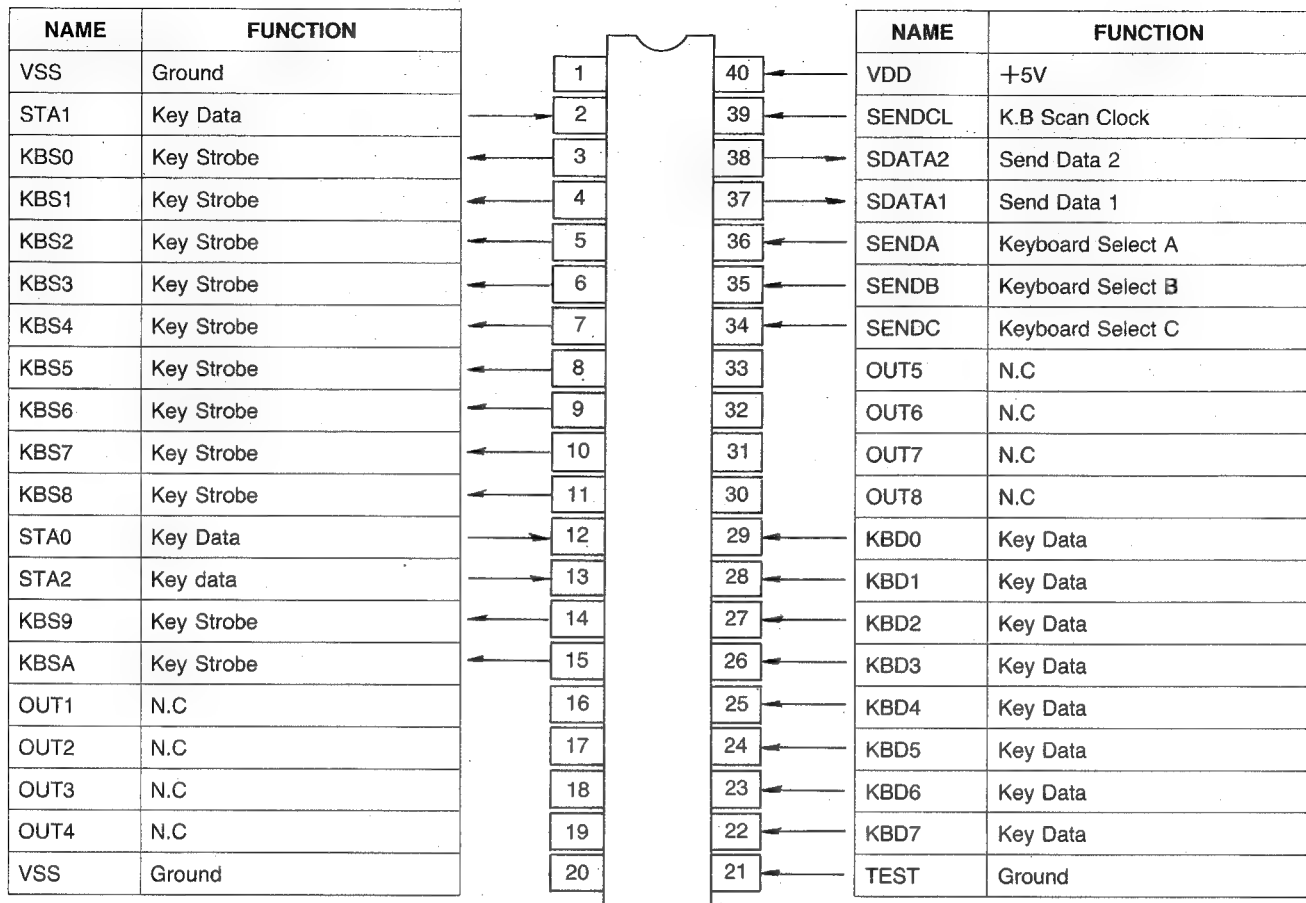 NAME FUNCTION
VSS Ground
STA1 Key Data
KBS0 Key Strobe
KBS1 Key Strobe
KBS2 Key Strobe
KBS3 Key Strobe
KBS4 Key Strobe
KBS5 Key Strobe
KBS6 Key Strobe
KBS7 Key Strobe
KBS8 Key Strobe
STA0 Key Data
STA2 Key data
KBS9 Key Strobe
KBSA Key Strobe
OUT1 N.C
OUT2 N.C
OUT3 N.C
OUT4 N.C
VSS Ground
1 40
2 39
3 38
4 37
5 36
6 35
7 34
8 33
9 32
10 31
11 30
12 29
13 28
14 27
15 26
16 25
17 24
18 23
19 22
20 21
NAME FUNCTION
VDD +5V
SENDCL K.B Scan Clock
SDATA2 Send Data 2
SDATA1 Send Data 1
SENDA Keyboard Select A
SENDB Keyboard Select B
SENDC Keyboard Select C
OUT5 N.C
OUT6 N.C
OUT7 N.C
OUT8 N.C
KBD0 Key Data
KBD1 Key Data
KBD2 Key Data
KBD3 Key Data
KBD4 Key Data
KBD5 Key Data
KBD6 Key Data
KBD7 Key Data
TEST Ground